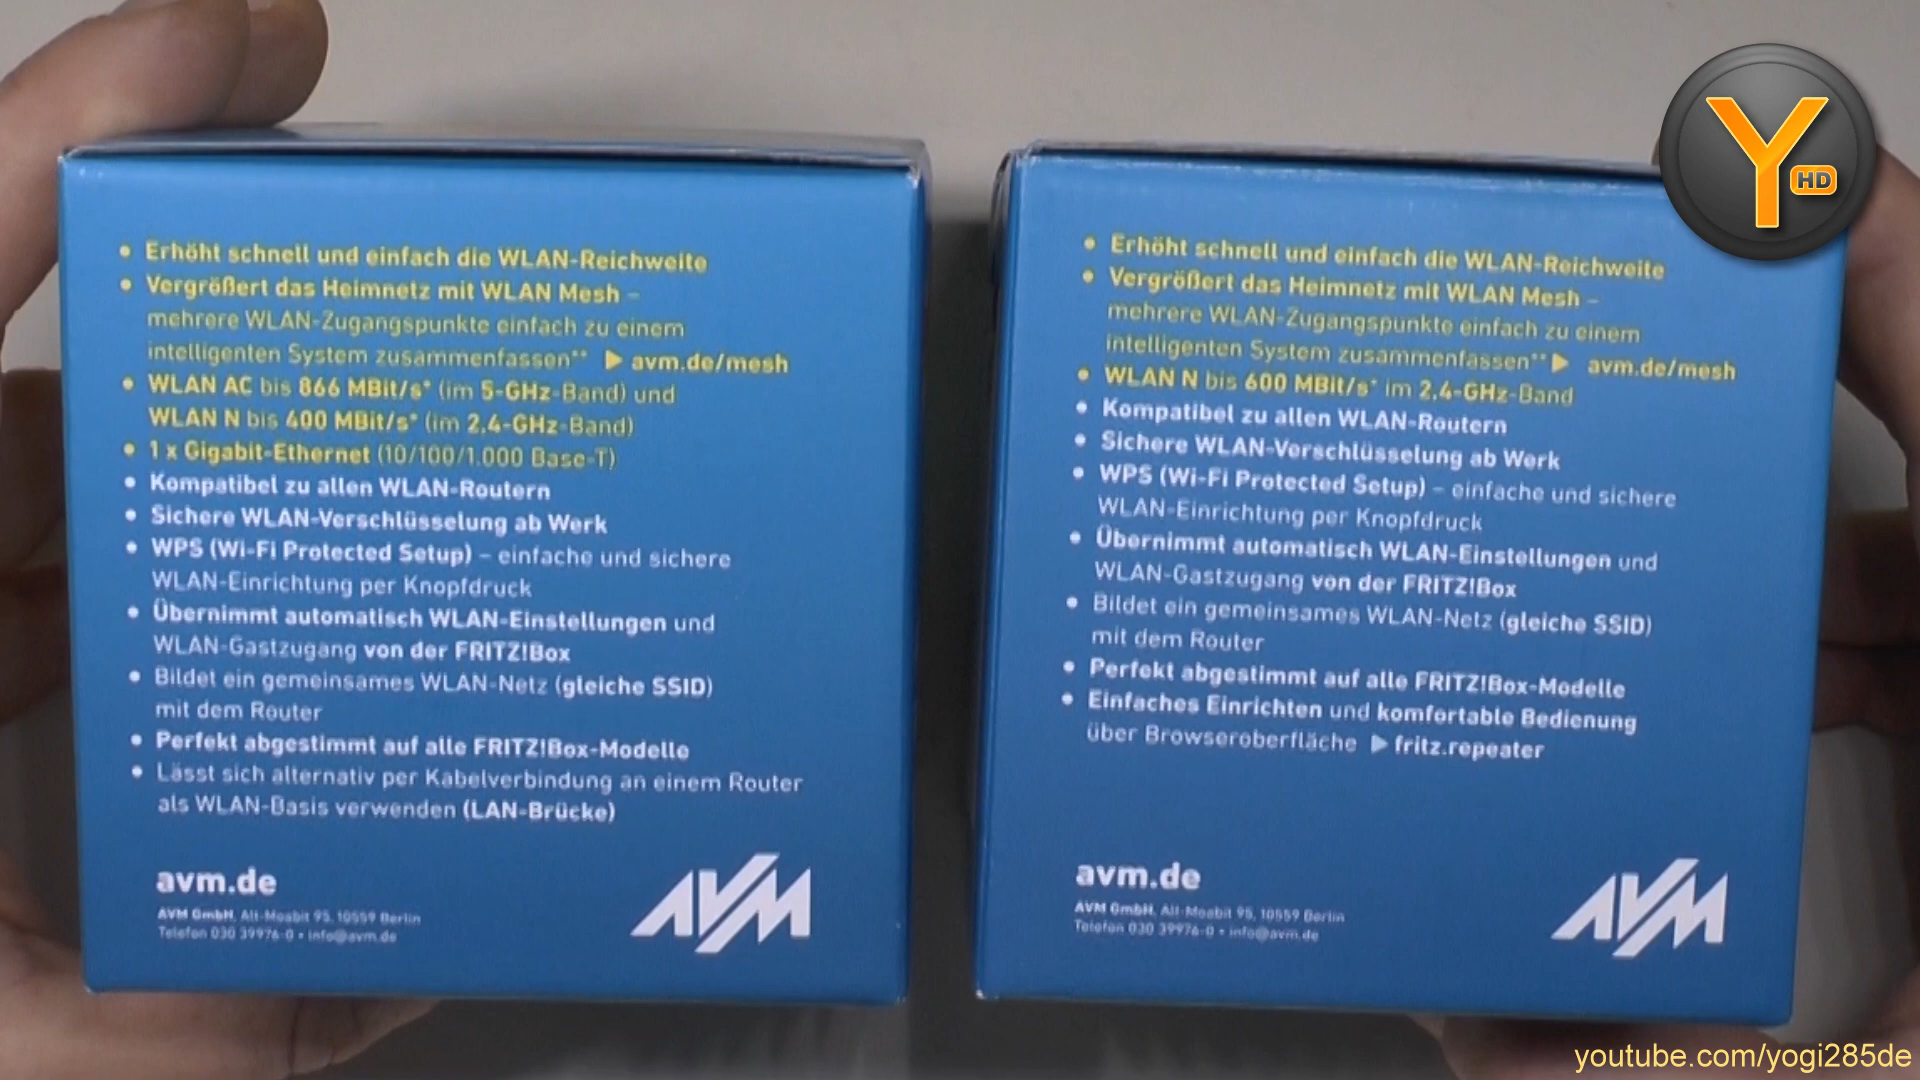 • Erhöht schnell und einfach die WLAN-Reichweite
• Vergrößert das Heimnetz mit WLAN Mesh –
mehrere WLAN-Zugangspunkte einfach zu einem
intelligenten System zusammenfassen** ▶ avm.de/mesh
• WLAN AC bis 866 MBit/s* (im 5-GHz-Band) und
WLAN N bis 400 MBit/s* (im 2,4-GHz-Band)
• 1 x Gigabit-Ethernet (10/100/1.000 Base-T)
• Kompatibel zu allen WLAN-Routern
• Sichere WLAN-Verschlüsselung ab Werk
• WPS (Wi-Fi Protected Setup) – einfache und sichere
WLAN-Einrichtung per Knopfdruck
• Übernimmt automatisch WLAN-Einstellungen und
WLAN-Gastzugang von der FRITZ!Box
• Bildet ein gemeinsames WLAN-Netz (gleiche SSID)
mit dem Router
• Perfekt abgestimmt auf alle FRITZ!Box-Modelle
• Lässt sich alternativ per Kabelverbindung an einem Router
als WLAN-Basis verwenden (LAN-Brücke)
avm.de
AVM GmbH, Alt-Moabit 95, 10559 Berlin
Telefon 030 39976-0 • info@avm.de
AVM
• Erhöht schnell und einfach die WLAN-Reichweite
• Vergrößert das Heimnetz mit WLAN Mesh –
mehrere WLAN-Zugangspunkte einfach zu einem
intelligenten System zusammenfassen** ▶ avm.de/mesh
• WLAN N bis 600 MBit/s* im 2,4-GHz-Band
• Kompatibel zu allen WLAN-Routern
• Sichere WLAN-Verschlüsselung ab Werk
• WPS (Wi-Fi Protected Setup) – einfache und sichere
WLAN-Einrichtung per Knopfdruck
• Übernimmt automatisch WLAN-Einstellungen und
WLAN-Gastzugang von der FRITZ!Box
• Bildet ein gemeinsames WLAN-Netz (gleiche SSID)
mit dem Router
• Perfekt abgestimmt auf alle FRITZ!Box-Modelle
• Einfaches Einrichten und komfortable Bedienung
über Browseroberfläche ▶ fritz.repeater
avm.de
AVM GmbH, Alt-Moabit 95, 10559 Berlin
Telefon 030 39976-0 • info@avm.de
AVM
Y HD
youtube.com/yogi285de